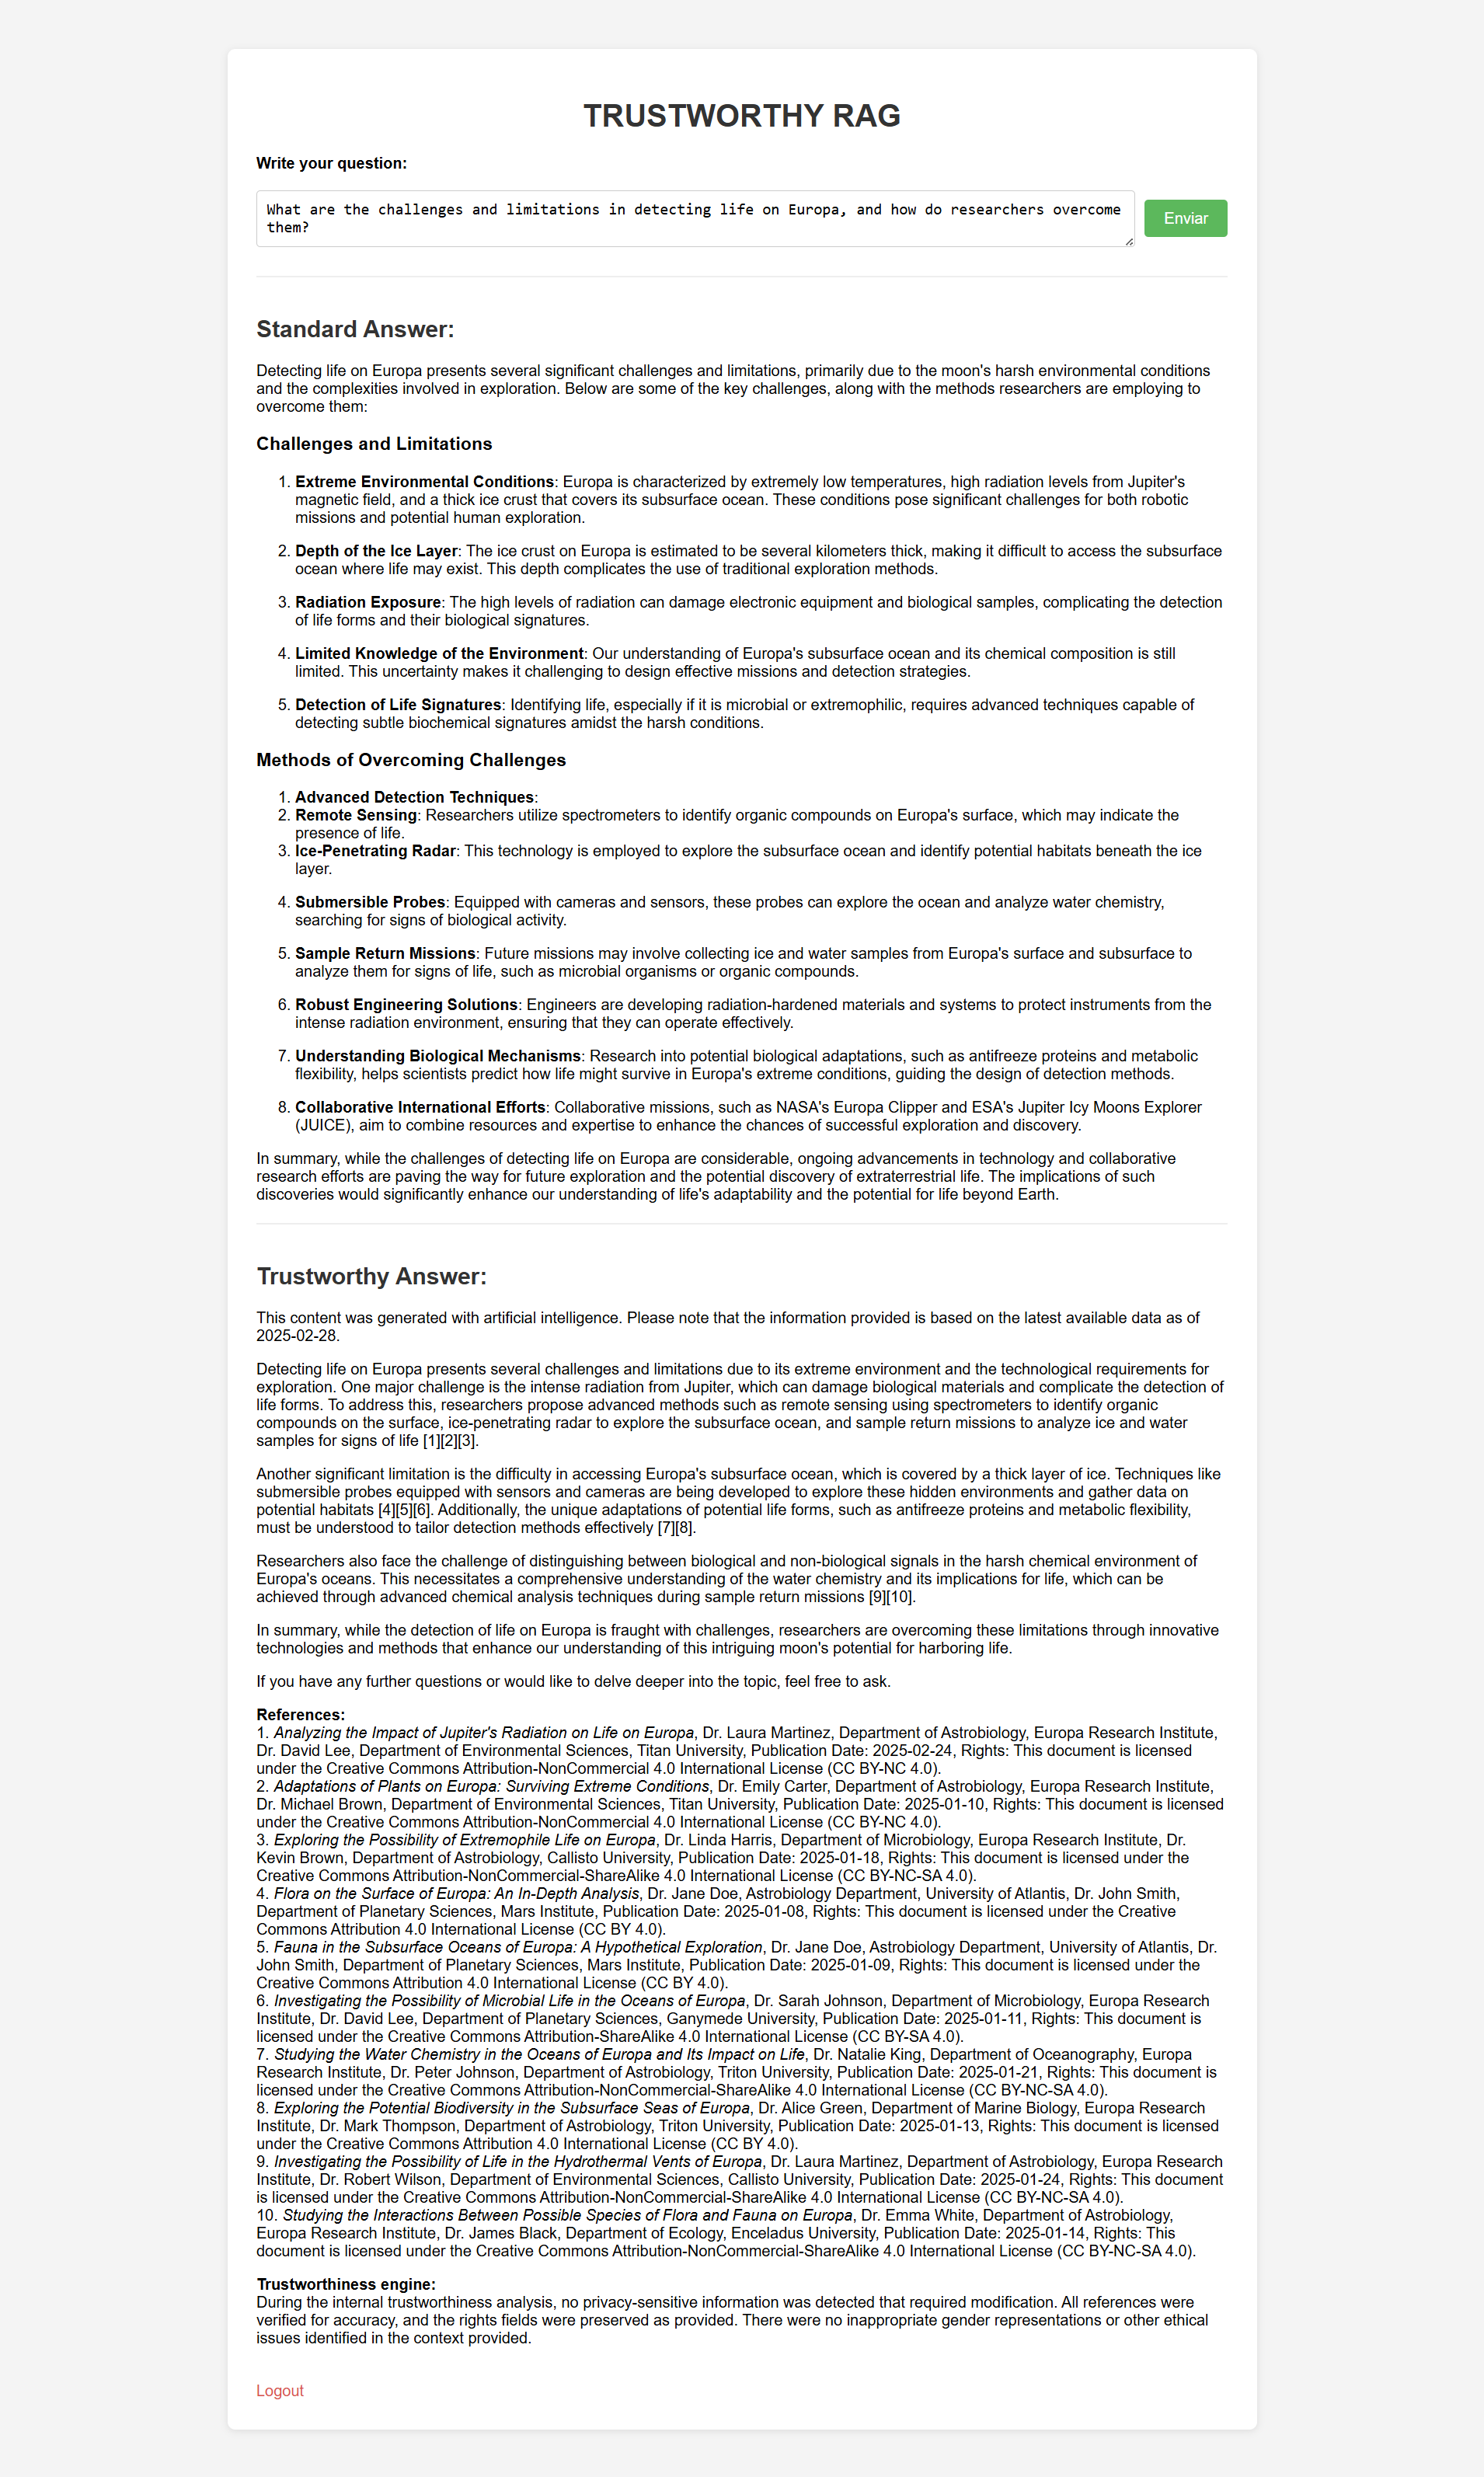 TRUSTWORTHY RAG
Write your question:
What are the challenges and limitations in detecting life on Europa, and how do researchers overcome
them?
Enviar
Standard Answer:
Detecting life on Europa presents several significant challenges and limitations, primarily due to the moon's harsh environmental conditions
and the complexities involved in exploration. Below are some of the key challenges, along with the methods researchers are employing to
overcome them:
Challenges and Limitations
1. Extreme Environmental Conditions: Europa is characterized by extremely low temperatures, high radiation levels from Jupiter's
magnetic field, and a thick ice crust that covers its subsurface ocean. These conditions pose significant challenges for both robotic
missions and potential human exploration.
2. Depth of the Ice Layer: The ice crust on Europa is estimated to be several kilometers thick, making it difficult to access the subsurface
ocean where life may exist. This depth complicates the use of traditional exploration methods.
3. Radiation Exposure: The high levels of radiation can damage electronic equipment and biological samples, complicating the detection
of life forms and their biological signatures.
4. Limited Knowledge of the Environment: Our understanding of Europa's subsurface ocean and its chemical composition is still
limited. This uncertainty makes it challenging to design effective missions and detection strategies.
5. Detection of Life Signatures: Identifying life, especially if it is microbial or extremophilic, requires advanced techniques capable of
detecting subtle biochemical signatures amidst the harsh conditions.
Methods of Overcoming Challenges
1. Advanced Detection Techniques:
2. Remote Sensing: Researchers utilize spectrometers to identify organic compounds on Europa's surface, which may indicate the
presence of life.
3. Ice-Penetrating Radar: This technology is employed to explore the subsurface ocean and identify potential habitats beneath the ice
layer.
4. Submersible Probes: Equipped with cameras and sensors, these probes can explore the ocean and analyze water chemistry,
searching for signs of biological activity.
5. Sample Return Missions: Future missions may involve collecting ice and water samples from Europa's surface and subsurface to
analyze them for signs of life, such as microbial organisms or organic compounds.
6. Robust Engineering Solutions: Engineers are developing radiation-hardened materials and systems to protect instruments from the
intense radiation environment, ensuring that they can operate effectively.
7. Understanding Biological Mechanisms: Research into potential biological adaptations, such as antifreeze proteins and metabolic
flexibility, helps scientists predict how life might survive in Europa's extreme conditions, guiding the design of detection methods.
8. Collaborative International Efforts: Collaborative missions, such as NASA's Europa Clipper and ESA's Jupiter Icy Moons Explorer
(JUICE), aim to combine resources and expertise to enhance the chances of successful exploration and discovery.
In summary, while the challenges of detecting life on Europa are considerable, ongoing advancements in technology and collaborative
research efforts are paving the way for future exploration and the potential discovery of extraterrestrial life. The implications of such
discoveries would significantly enhance our understanding of life's adaptability and the potential for life beyond Earth.
Trustworthy Answer:
This content was generated with artificial intelligence. Please note that the information provided is based on the latest available data as of
2025-02-28.
Detecting life on Europa presents several challenges and limitations due to its extreme environment and the technological requirements for
exploration. One major challenge is the intense radiation from Jupiter, which can damage biological materials and complicate the detection of
life forms. To address this, researchers propose advanced methods such as remote sensing using spectrometers to identify organic
compounds on the surface, ice-penetrating radar to explore the subsurface ocean, and sample return missions to analyze ice and water
samples for signs of life [1][2][3].
Another significant limitation is the difficulty in accessing Europa's subsurface ocean, which is covered by a thick layer of ice. Techniques like
submersible probes equipped with sensors and cameras are being developed to explore these hidden environments and gather data on
potential habitats [4][5][6]. Additionally, the unique adaptations of potential life forms, such as antifreeze proteins and metabolic flexibility,
must be understood to tailor detection methods effectively [7][8].
Researchers also face the challenge of distinguishing between biological and non-biological signals in the harsh chemical environment of
Europa's oceans. This necessitates a comprehensive understanding of the water chemistry and its implications for life, which can be
achieved through advanced chemical analysis techniques during sample return missions [9][10].
In summary, while the detection of life on Europa is fraught with challenges, researchers are overcoming these limitations through innovative
technologies and methods that enhance our understanding of this intriguing moon's potential for harboring life.
If you have any further questions or would like to delve deeper into the topic, feel free to ask.
References:
1. Analyzing the Impact of Jupiter's Radiation on Life on Europa, Dr. Laura Martinez, Department of Astrobiology, Europa Research Institute,
Dr. David Lee, Department of Environmental Sciences, Titan University, Publication Date: 2025-02-24, Rights: This document is licensed
under the Creative Commons Attribution-NonCommercial 4.0 International License (CC BY-NC 4.0).
2. Adaptations of Plants on Europa: Surviving Extreme Conditions, Dr. Emily Carter, Department of Astrobiology, Europa Research Institute,
Dr. Michael Brown, Department of Environmental Sciences, Titan University, Publication Date: 2025-01-10, Rights: This document is licensed
under the Creative Commons Attribution-NonCommercial 4.0 International License (CC BY-NC 4.0).
3. Exploring the Possibility of Extremophile Life on Europa, Dr. Linda Harris, Department of Microbiology, Europa Research Institute, Dr.
Kevin Brown, Department of Astrobiology, Callisto University, Publication Date: 2025-01-18, Rights: This document is licensed under the
Creative Commons Attribution-NonCommercial-ShareAlike 4.0 International License (CC BY-NC-SA 4.0).
4. Flora on the Surface of Europa: An In-Depth Analysis, Dr. Jane Doe, Astrobiology Department, University of Atlantis, Dr. John Smith,
Department of Planetary Sciences, Mars Institute, Publication Date: 2025-01-08, Rights: This document is licensed under the Creative
Commons Attribution 4.0 International License (CC BY 4.0).
5. Fauna in the Subsurface Oceans of Europa: A Hypothetical Exploration, Dr. Jane Doe, Astrobiology Department, University of Atlantis, Dr.
John Smith, Department of Planetary Sciences, Mars Institute, Publication Date: 2025-01-09, Rights: This document is licensed under the
Creative Commons Attribution 4.0 International License (CC BY 4.0).
6. Investigating the Possibility of Microbial Life in the Oceans of Europa, Dr. Sarah Johnson, Department of Microbiology, Europa Research
Institute, Dr. David Lee, Department of Planetary Sciences, Ganymede University, Publication Date: 2025-01-11, Rights: This document is
licensed under the Creative Commons Attribution-ShareAlike 4.0 International License (CC BY-SA 4.0).
7. Studying the Water Chemistry in the Oceans of Europa and Its Impact on Life, Dr. Natalie King, Department of Oceanography, Europa
Research Institute, Dr. Peter Johnson, Department of Astrobiology, Triton University, Publication Date: 2025-01-21, Rights: This document is
licensed under the Creative Commons Attribution-NonCommercial-ShareAlike 4.0 International License (CC BY-NC-SA 4.0).
8. Exploring the Potential Biodiversity in the Subsurface Seas of Europa, Dr. Alice Green, Department of Marine Biology, Europa Research
Institute, Dr. Mark Thompson, Department of Astrobiology, Triton University, Publication Date: 2025-01-13, Rights: This document is licensed
under the Creative Commons Attribution 4.0 International License (CC BY 4.0).
9. Investigating the Possibility of Life in the Hydrothermal Vents of Europa, Dr. Laura Martinez, Department of Astrobiology, Europa Research
Institute, Dr. Robert Wilson, Department of Environmental Sciences, Callisto University, Publication Date: 2025-01-24, Rights: This document
is licensed under the Creative Commons Attribution-NonCommercial-ShareAlike 4.0 International License (CC BY-NC-SA 4.0).
10. Studying the Interactions Between Possible Species of Flora and Fauna on Europa, Dr. Emma White, Department of Astrobiology,
Europa Research Institute, Dr. James Black, Department of Ecology, Enceladus University, Publication Date: 2025-01-14, Rights: This
document is licensed under the Creative Commons Attribution-NonCommercial-ShareAlike 4.0 International License (CC BY-NC-SA 4.0).
Trustworthiness engine:
During the internal trustworthiness analysis, no privacy-sensitive information was detected that required modification. All references were
verified for accuracy, and the rights fields were preserved as provided. There were no inappropriate gender representations or other ethical
issues identified in the context provided.
Logout